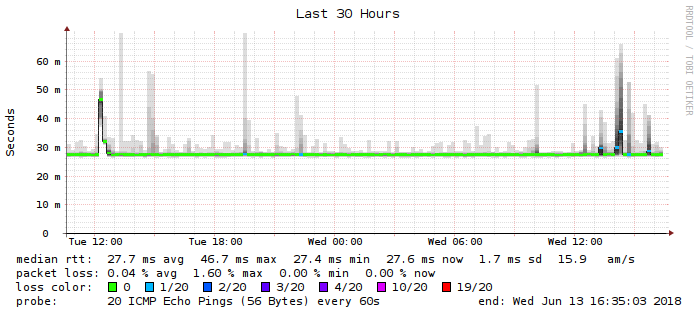 Last 30 Hours
RRDTOOL / TOBI OETIKER
Seconds
60 m
50 m
40 m
30 m
20 m
10 m
0
Tue 12:00 Tue 18:00 Wed 00:00 Wed 06:00 Wed 12:00
median rtt: 27.7 ms avg 46.7 ms max 27.4 ms min 27.6 ms now 1.7 ms sd 15.9 am/s
packet loss: 0.04 % avg 1.60 % max 0.00 % min 0.00 % now
loss color: 0 1/20 2/20 3/20 4/20 10/20 19/20
probe: 20 ICMP Echo Pings (56 Bytes) every 60s end: Wed Jun 13 16:35:03 2018